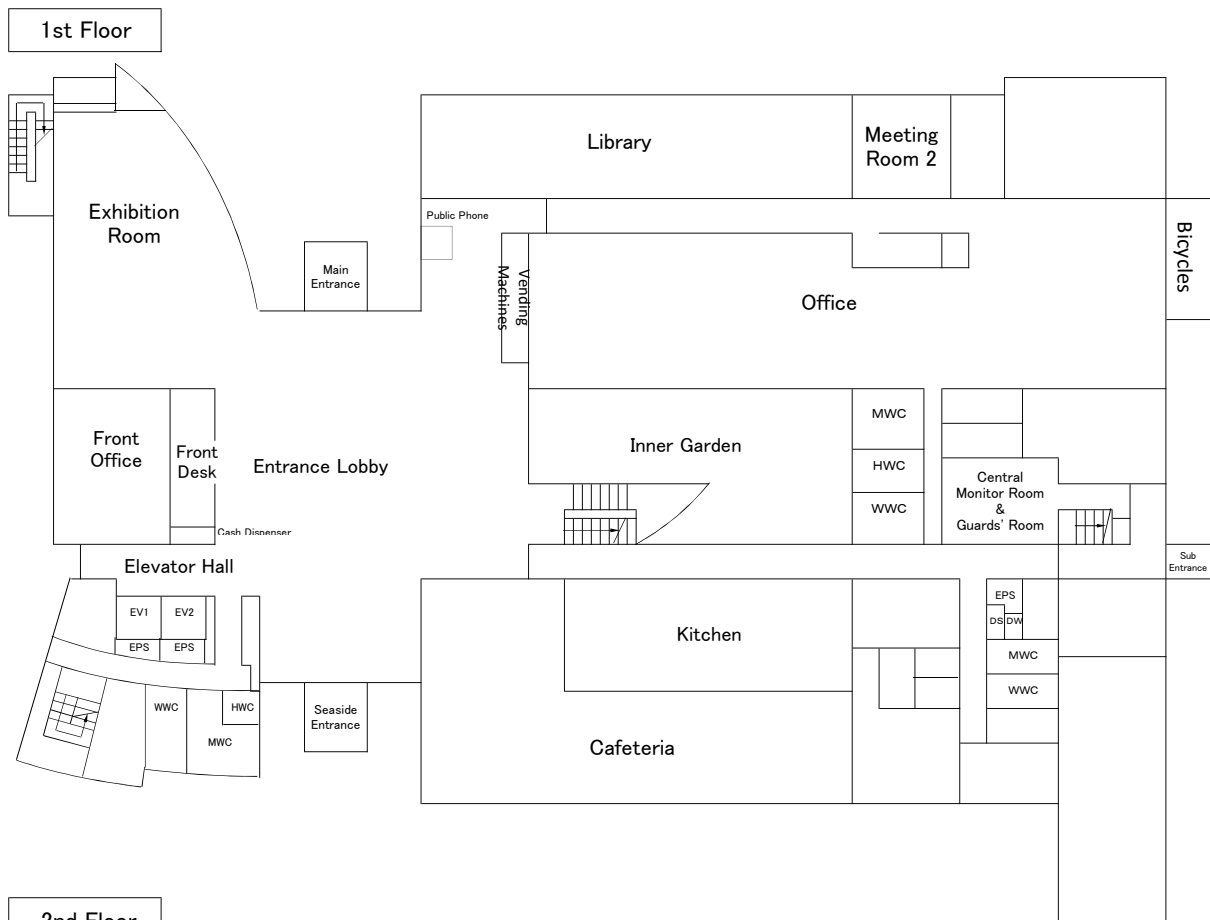 1st Floor
Library
Meeting
Room 2
Exhibition
Room
Public Phone
Bicycles
Main
Entrance
Vending
Machines
Office
Front
Office
Front
Desk
Entrance Lobby
Inner Garden
MWC
HWC
WWC
Central
Monitor Room
&
Guards' Room
Cash Dispenser
Elevator Hall
Sub
Entrance
EV1
EV2
EPS
EPS
Kitchen
EPS
DS
DW
MWC
WWC
WWC
HWC
MWC
Seaside
Entrance
Cafeteria
2nd Floor